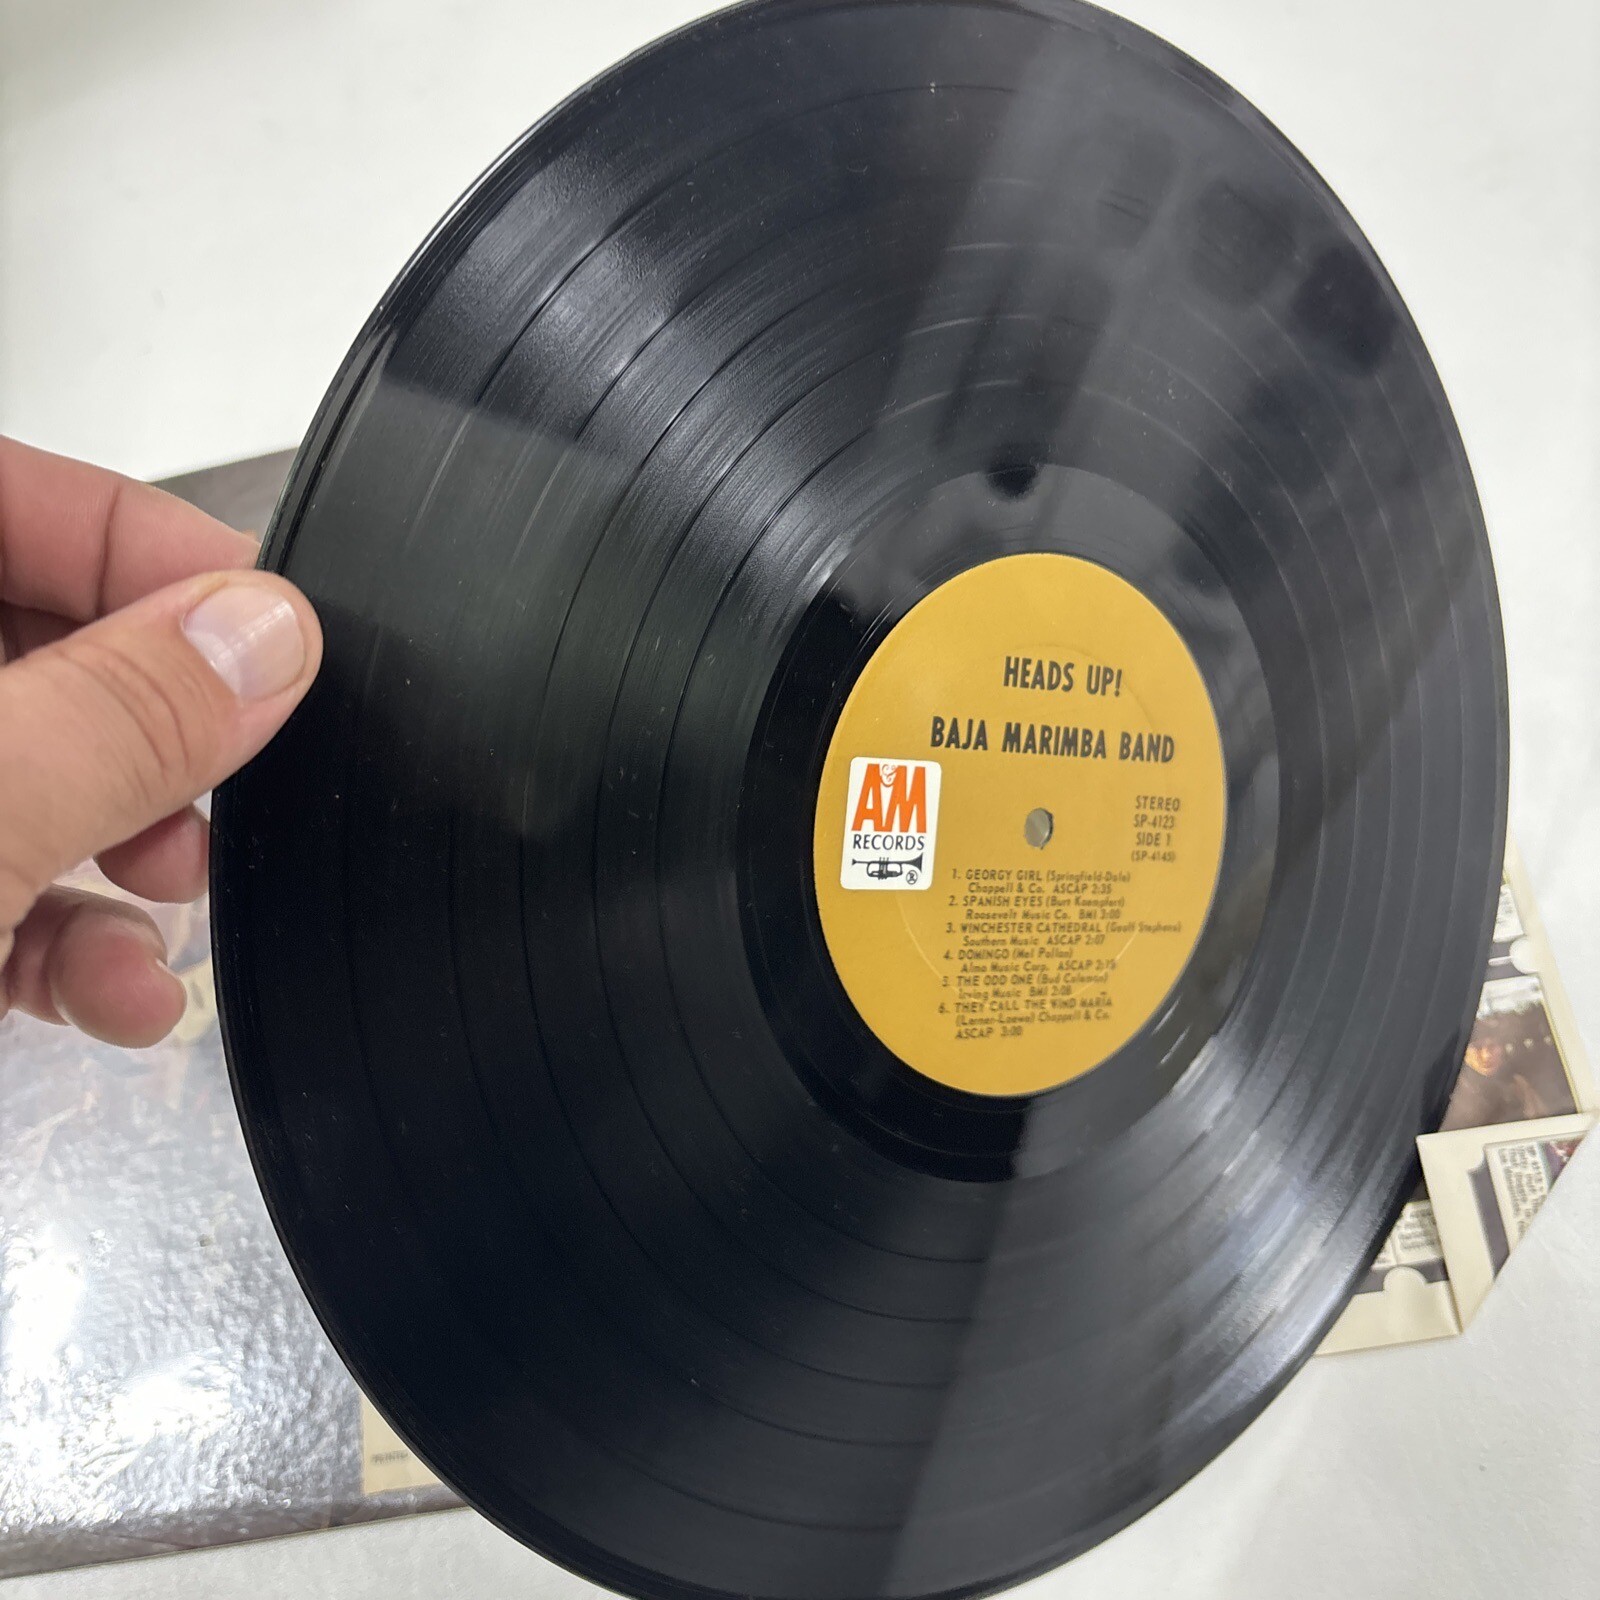 HEADS UP!
BAJA MARIMBA BAND
A&M
RECORDS
®
STEREO
SP-4123
SIDE 1
(SP-4145)
1. GEORGY GIRL (Springfield-Dale)
Chappell & Co. ASCAP 2:35
2. SPANISH EYES (Burt Kaempfert)
Roosevelt Music Co. BMI 3:00
3. WINCHESTER CATHEDRAL (Geoff Stephens)
Southern Music ASCAP 2:07
4. DOMINGO (Mel Pollan)
Almo Music Corp. ASCAP 2:15
5. THE ODD ONE (Bud Coleman)
Irving Music BMI 2:08
6. THEY CALL THE WIND MARIA
(Lerner-Loewe) Chappell & Co.
ASCAP 3:00